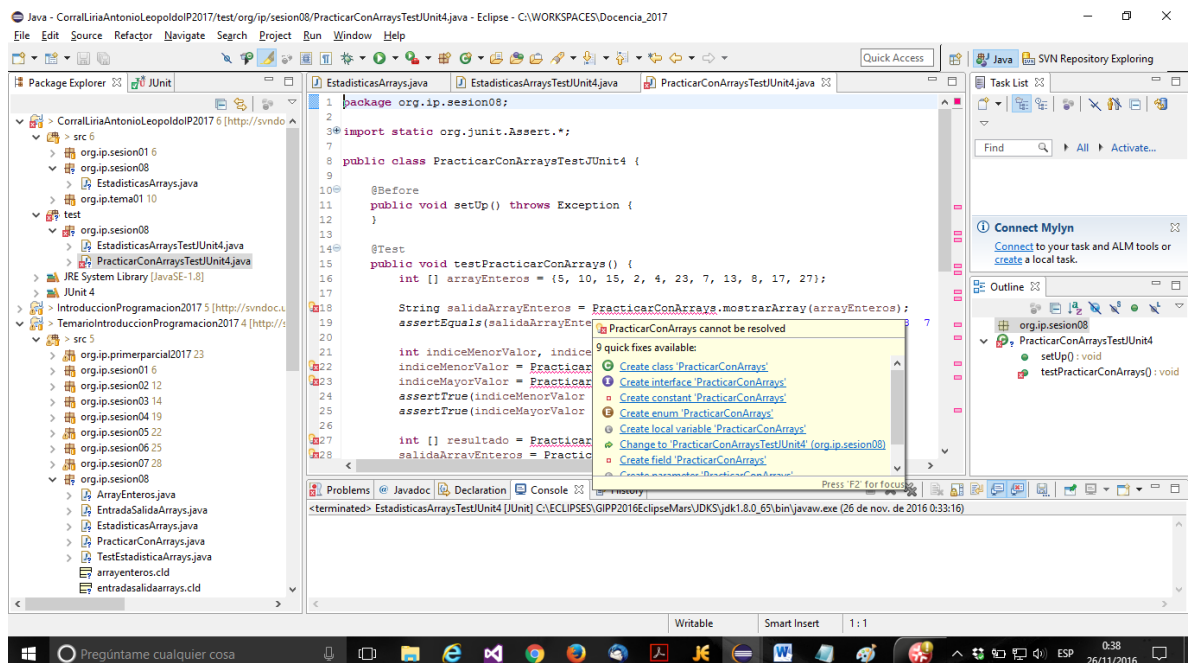 Java - CorralLiriaAntonioLeopoldoIP2017/test/org/ip/sesion08/PracticarConArraysTestJUnit4.java - Eclipse - C:\WORKSPACES\Docencia_2017
File Edit Source Refactor Navigate Search Project Run Window Help
Quick Access
Java
SVN Repository Exploring
Package Explorer
JUnit
> CorralLiriaAntonioLeopoldoIP2017 6 [http://svndo
> src 6
org.ip.sesion01 6
org.ip.sesion08
EstadisticasArrays.java
org.ip.tema01 10
test
org.ip.sesion08
EstadisticasArraysTestJUnit4.java
PracticarConArraysTestJUnit4.java
JRE System Library [JavaSE-1.8]
JUnit 4
> IntroduccionProgramacion2017 5 [http://svndoc.u
> TemarioIntroduccionProgramacion2017 4 [http://s
> src 5
org.ip.primerparcial2017 23
org.ip.sesion01 6
org.ip.sesion02 12
org.ip.sesion03 14
org.ip.sesion04 19
org.ip.sesion05 22
org.ip.sesion06 25
org.ip.sesion07 28
org.ip.sesion08
ArrayEnteros.java
EntradaSalidaArrays.java
EstadisticasArrays.java
PracticarConArrays.java
TestEstadisticaArrays.java
arrayenteros.cld
entradasalidaarrays.cld
EstadisticasArrays.java
EstadisticasArraysTestJUnit4.java
PracticarConArraysTestJUnit4.java
1 package org.ip.sesion08;
2
3 import static org.junit.Assert.*;
7
8 public class PracticarConArraysTestJUnit4 {
9
10 @Before
11 public void setUp() throws Exception {
12 }
13
14 @Test
15 public void testPracticarConArrays() {
16 int [] arrayEnteros = {5, 10, 15, 2, 4, 23, 7, 13, 8, 17, 27};
17
18 String salidaArrayEnteros = PracticarConArrays.mostrarArray(arrayEnteros);
19 assertEquals(salidaArrayEnte 7
20
21 int indiceMenorValor, indice
22 indiceMenorValor = Practicar
23 indiceMayorValor = Practicar
24 assertTrue(indiceMenorValor
25 assertTrue(indiceMayorValor
26
27 int [] resultado = Practicar
28 salidaArrayEnteros = Practic
PracticarConArrays cannot be resolved
9 quick fixes available:
Create class 'PracticarConArrays'
Create interface 'PracticarConArrays'
Create constant 'PracticarConArrays'
Create enum 'PracticarConArrays'
Create local variable 'PracticarConArrays'
Change to 'PracticarConArraysTestJUnit4' (org.ip.sesion08)
Create field 'PracticarConArrays'
Create parameter 'PracticarConArrays'
Press 'F2' for focus
Problems
@ Javadoc
Declaration
Console
History
<terminated> EstadisticasArraysTestJUnit4 [JUnit] C:\ECLIPSES\GIPP2016EclipseMars\JDKS\jdk1.8.0_65\bin\javaw.exe (26 de nov. de 2016 0:33:16)
Task List
Find
All
Activate...
Connect Mylyn
Connect to your task and ALM tools or
create a local task.
Outline
org.ip.sesion08
PracticarConArraysTestJUnit4
setUp() : void
testPracticarConArrays() : void
Writable
Smart Insert
1 : 1
Pregúntame cualquier cosa
ESP
0:38
26/11/2016